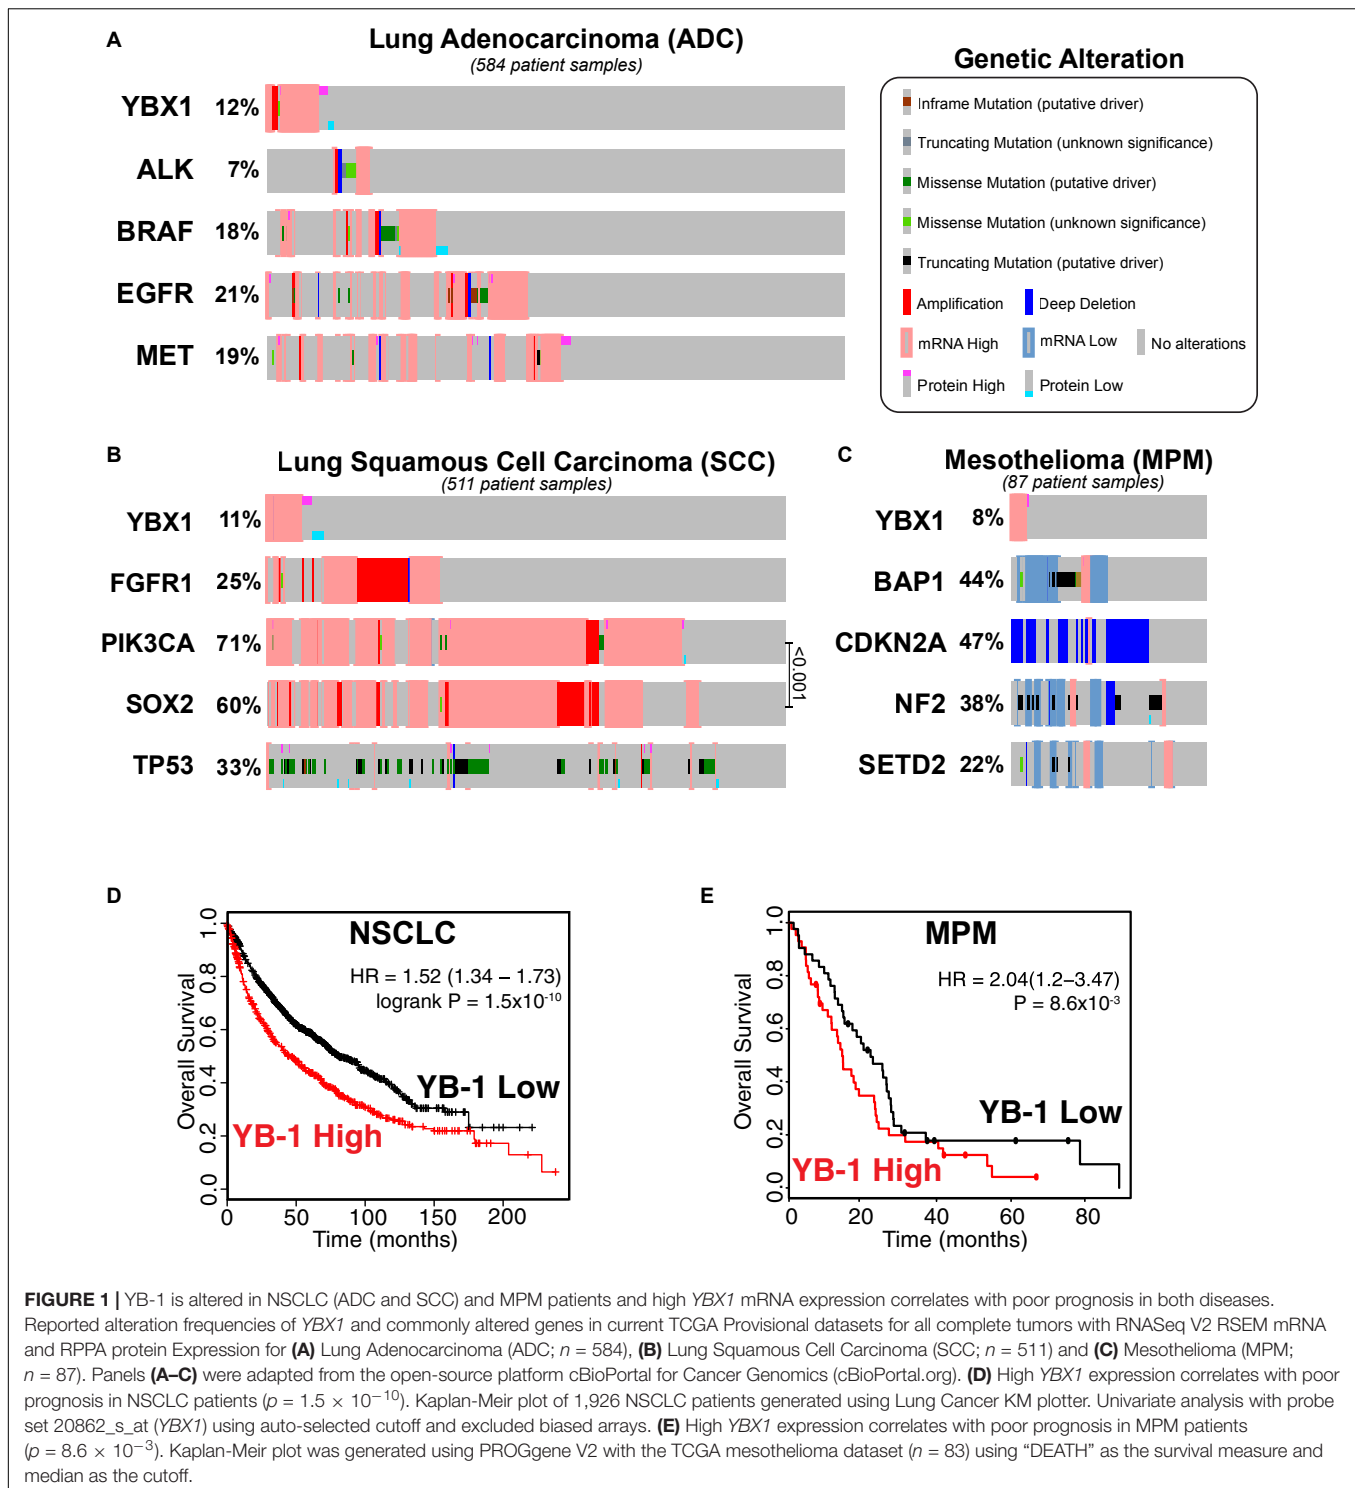 A
Lung Adenocarcinoma (ADC)
(584 patient samples)
YBX1 12%
ALK 7%
BRAF 18%
EGFR 21%
MET 19%
Genetic Alteration
Inframe Mutation (putative driver)
Truncating Mutation (unknown significance)
Missense Mutation (putative driver)
Missense Mutation (unknown significance)
Truncating Mutation (putative driver)
Amplification Deep Deletion
mRNA High mRNA Low No alterations
Protein High Protein Low
B
Lung Squamous Cell Carcinoma (SCC)
(511 patient samples)
YBX1 11%
FGFR1 25%
PIK3CA 71%
SOX2 60%
TP53 33%
<0.001
C
Mesothelioma (MPM)
(87 patient samples)
YBX1 8%
BAP1 44%
CDKN2A 47%
NF2 38%
SETD2 22%
D
NSCLC
HR = 1.52 (1.34 – 1.73)
logrank P = 1.5x10-10
YB-1 Low
YB-1 High
Overall Survival
1.0
0.8
0.6
0.4
0.2
0.0
0 50 100 150 200
Time (months)
E
MPM
HR = 2.04(1.2–3.47)
P = 8.6x10-3
YB-1 Low
YB-1 High
Overall Survival
1.0
0.8
0.6
0.4
0.2
0.0
0 20 40 60 80
Time (months)
FIGURE 1 | YB-1 is altered in NSCLC (ADC and SCC) and MPM patients and high YBX1 mRNA expression correlates with poor prognosis in both diseases.
Reported alteration frequencies of YBX1 and commonly altered genes in current TCGA Provisional datasets for all complete tumors with RNASeq V2 RSEM mRNA
and RPPA protein Expression for (A) Lung Adenocarcinoma (ADC; n = 584), (B) Lung Squamous Cell Carcinoma (SCC; n = 511) and (C) Mesothelioma (MPM;
n = 87). Panels (A–C) were adapted from the open-source platform cBioPortal for Cancer Genomics (cBioPortal.org). (D) High YBX1 expression correlates with poor
prognosis in NSCLC patients (p = 1.5 × 10−10). Kaplan-Meir plot of 1,926 NSCLC patients generated using Lung Cancer KM plotter. Univariate analysis with probe
set 20862_s_at (YBX1) using auto-selected cutoff and excluded biased arrays. (E) High YBX1 expression correlates with poor prognosis in MPM patients
(p = 8.6 × 10−3). Kaplan-Meir plot was generated using PROGgene V2 with the TCGA mesothelioma dataset (n = 83) using “DEATH” as the survival measure and
median as the cutoff.